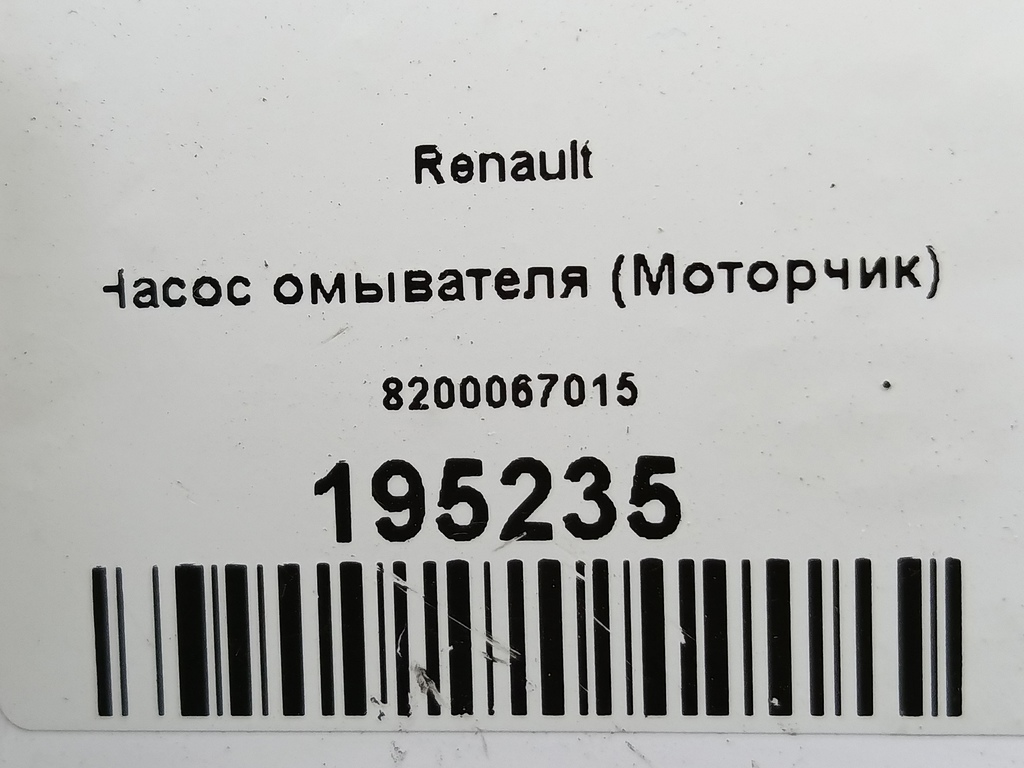 Renault
Насос омывателя (Моторчик)
8200067015
195235